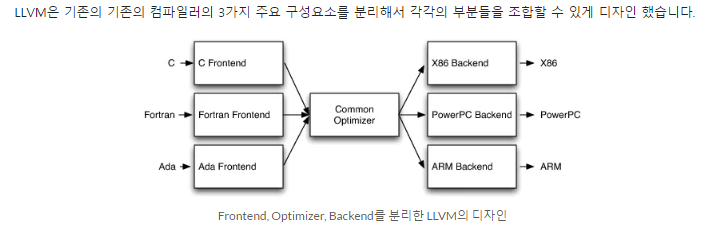 LLVM은 기존의 기존의 컴파일러의 3가지 주요 구성요소를 분리해서 각각의 부분들을 조합할 수 있게 디자인 했습니다.
C C Frontend X86 Backend X86
Common
Fortran Fortran Frontend PowerPC Backend PowerPC
Optimizer
Ada Ada Frontend ARM Backend ARM
Frontend, Optimizer, Backend를 분리한 LLVM의 디자인